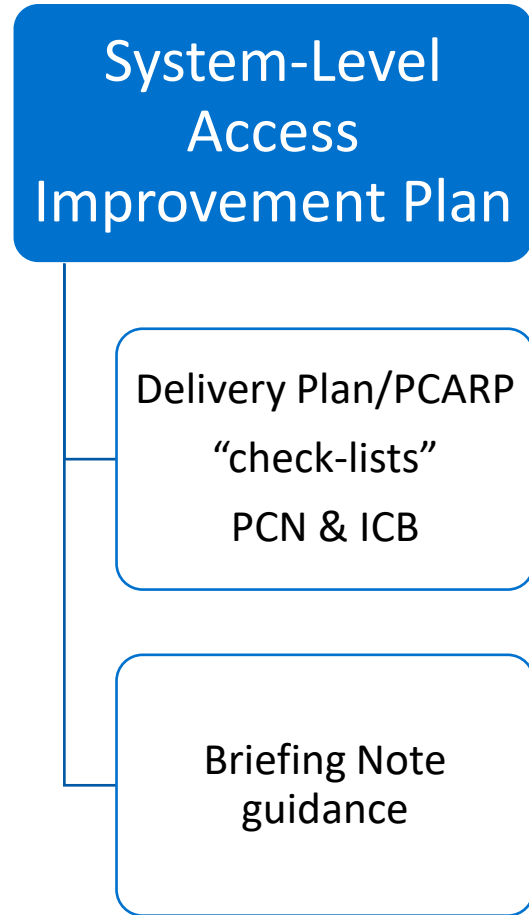 System-Level
Access
Improvement Plan
Delivery Plan/PCARP
“check-lists”
PCN & ICB
Briefing Note
guidance